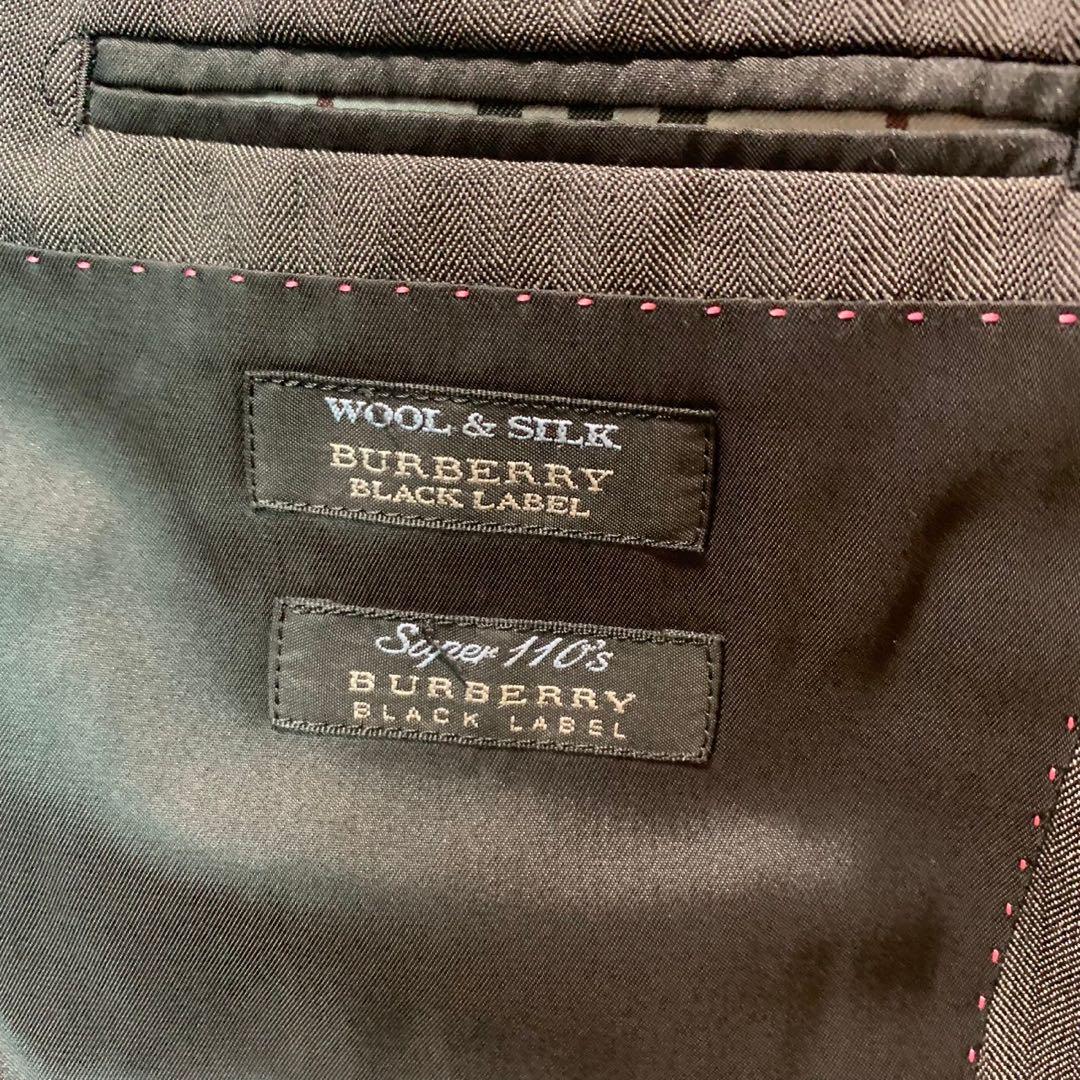 WOOL & SILK
BURBERRY
BLACK LABEL
Super 110's
BURBERRY
BLACK LABEL